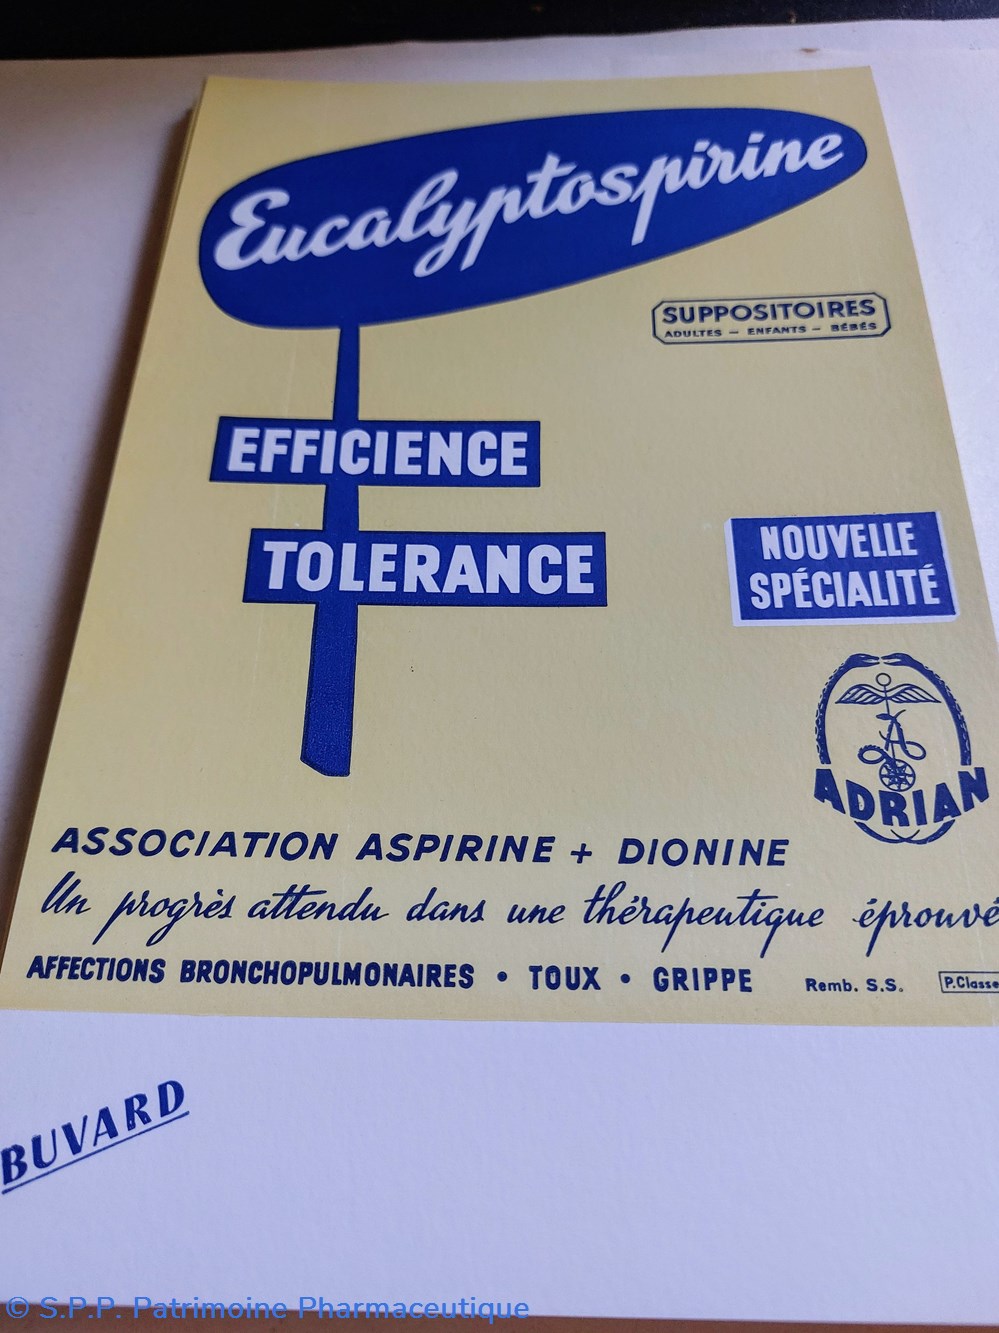 Eucalyptospirine
SUPPOSITOIRES
ADULTES – ENFANTS – BÉBÉS
EFFICIENCE
TOLERANCE
NOUVELLE
SPÉCIALITÉ
A
ADRIAN
ASSOCIATION ASPIRINE + DIONINE
Un progrès attendu dans une thérapeutique éprouvé
AFFECTIONS BRONCHOPULMONAIRES • TOUX • GRIPPE Remb. S.S. P.Classe
BUVARD
© S.P.P. Patrimoine Pharmaceutique